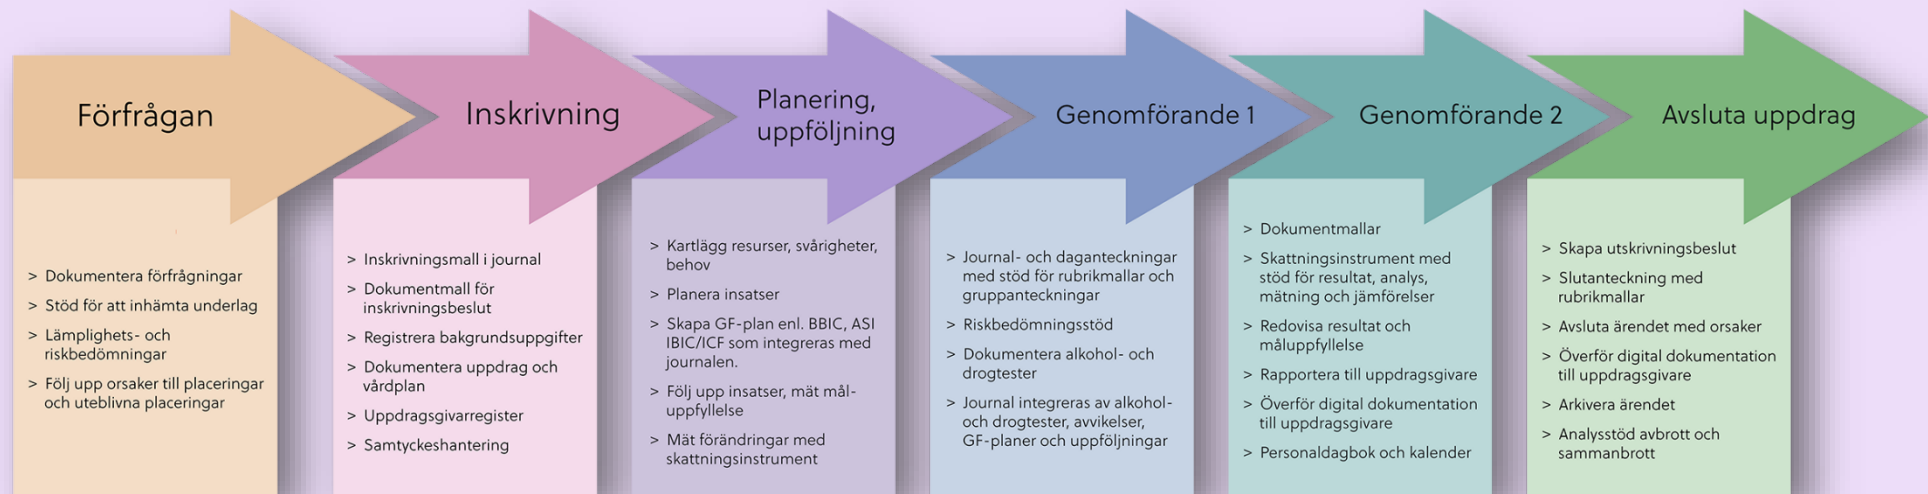 Förfrågan
> Dokumentera förfrågningar
> Stöd för att inhämta underlag
> Lämplighets- och
riskbedömningar
> Följ upp orsaker till placeringar
och uteblivna placeringar
Inskrivning
> Inskrivningsmall i journal
> Dokumentmall för
inskrivningsbeslut
> Registrera bakgrundsuppgifter
> Dokumentera uppdrag och
vårdplan
> Uppdragsgivarregister
> Samtyckeshantering
Planering,
uppföljning
> Kartlägg resurser, svårigheter,
behov
> Planera insatser
> Skapa GF-plan enl. BBIC, ASI
IBIC/ICF som integreras med
journalen.
> Följ upp insatser, mät mål-
uppfyllelse
> Mät förändringar med
skattningsinstrument
Genomförande 1
> Journal- och daganteckningar
med stöd för rubrikmallar och
gruppanteckningar
> Riskbedömningsstöd
> Dokumentera alkohol- och
drogtester
> Journal integreras av alkohol-
och drogtester, avvikelser,
GF-planer och uppföljningar
Genomförande 2
> Dokumentmallar
> Skattningsinstrument med
stöd för resultat, analys,
mätning och jämförelser
> Redovisa resultat och
måluppfyllelse
> Rapportera till uppdragsgivare
> Överför digital dokumentation
till uppdragsgivare
> Personaldagbok och kalender
Avsluta uppdrag
> Skapa utskrivningsbeslut
> Slutanteckning med
rubrikmallar
> Avsluta ärendet med orsaker
> Överför digital dokumentation
till uppdragsgivare
> Arkivera ärendet
> Analysstöd avbrott och
sammanbrott